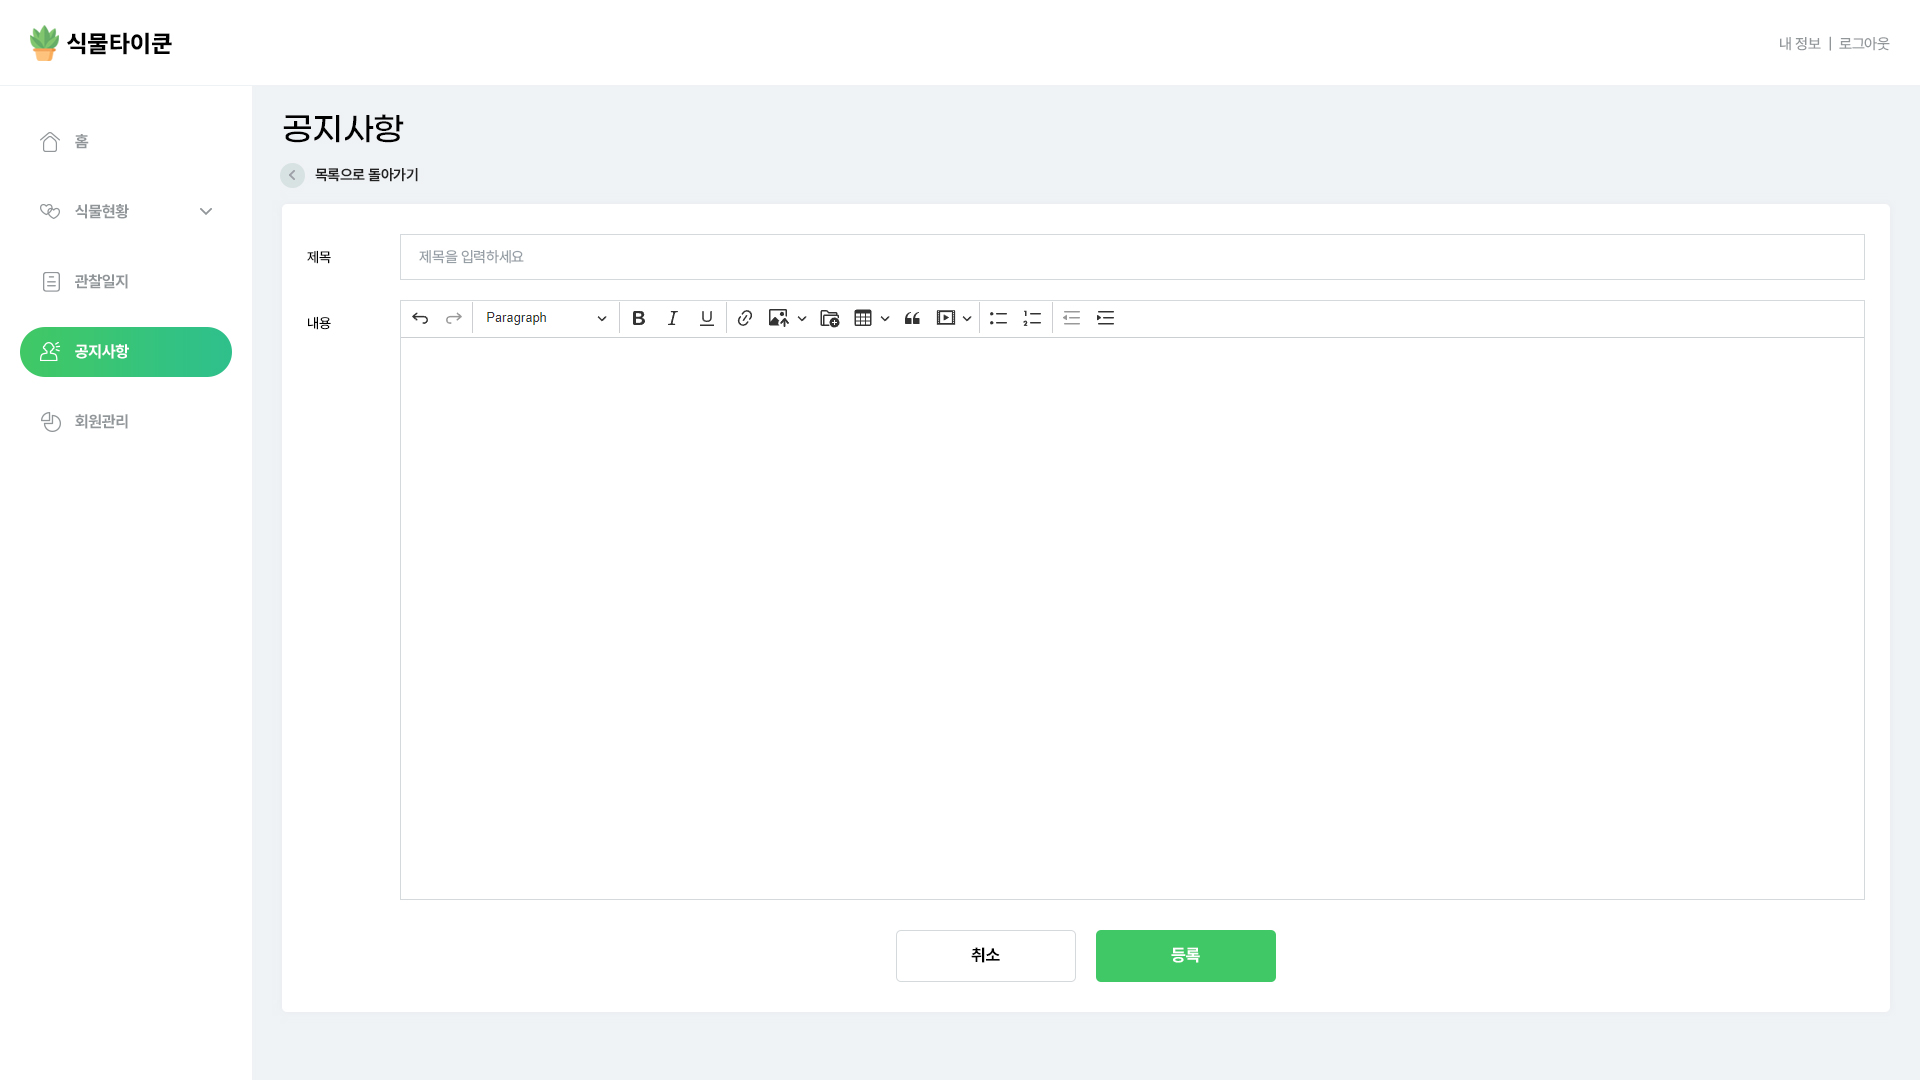 식물타이쿤
내 정보 | 로그아웃
홈
식물현황
관찰일지
공지사항
회원관리
공지사항
목록으로 돌아가기
제목
제목을 입력하세요
내용
Paragraph
취소
등록